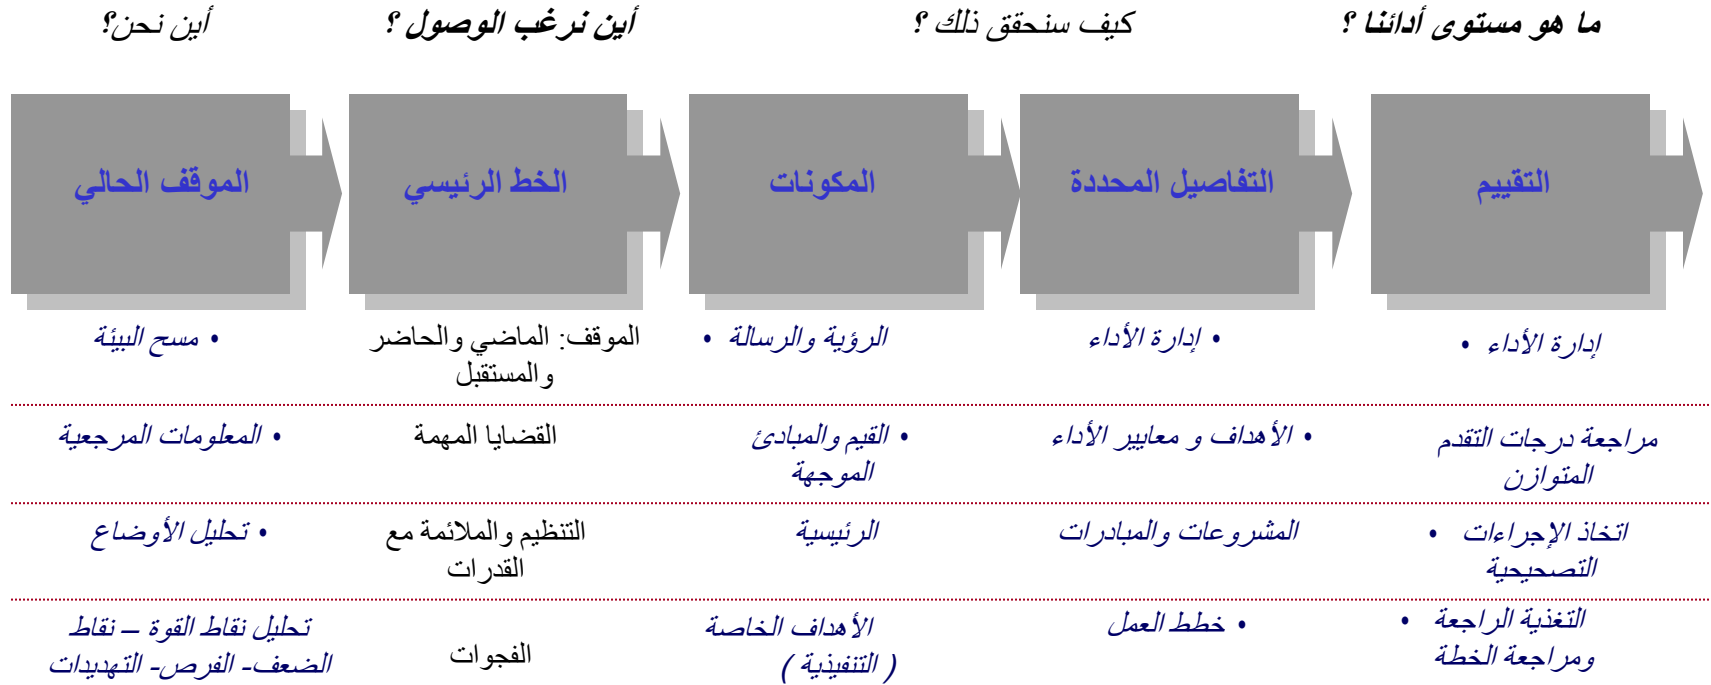 أين نحن؟
أين نرغب الوصول ؟
كيف سنحقق ذلك ؟
ما هو مستوى أدائنا ؟
الموقف الحالي
الخط الرئيسي
المكونات
التفاصيل المحددة
التقييم
• مسح البيئة
الموقف: الماضي والحاضر
والمستقبل
الرؤية والرسالة •
• إدارة الأداء
إدارة الأداء •
• المعلومات المرجعية
القضايا المهمة
• القيم والمبادئ
الموجهة
• الأهداف و معايير الأداء
مراجعة درجات التقدم
المتوازن
• تحليل الأوضاع
التنظيم والملائمة مع
القدرات
الرئيسية
المشروعات والمبادرات
اتخاذ الإجراءات •
التصحيحية
تحليل نقاط القوة – نقاط
الضعف- الفرص- التهديدات
الفجوات
الأهداف الخاصة
( التنفيذية )
• خطط العمل
التغذية الراجعة •
ومراجعة الخطة